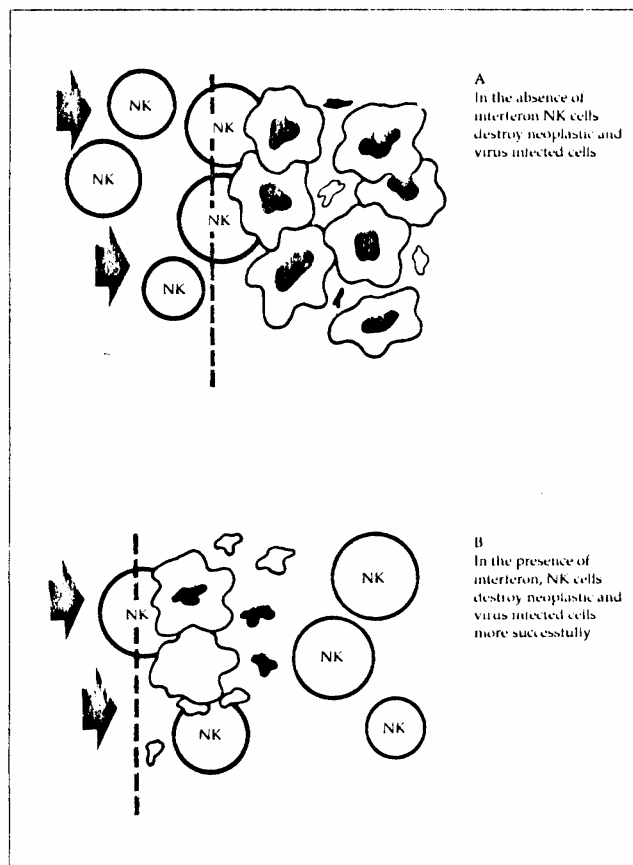 NK
NK
NK
NK
NK
NK
A
In the absence of
interferon NK cells
destroy neoplastic and
virus infected cells
NK
NK
NK
NK
NK
B
In the presence of
interferon, NK cells
destroy neoplastic and
virus infected cells
more successfully